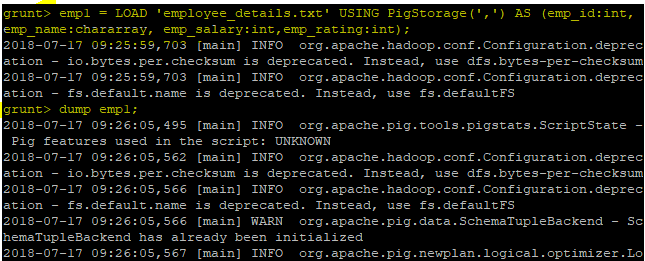 grunt> emp1 = LOAD 'employee_details.txt' USING PigStorage(',') AS (emp_id:int,
emp_name:chararray, emp_salary:int,emp_rating:int);
2018-07-17 09:25:59,703 [main] INFO  org.apache.hadoop.conf.Configuration.deprec
ation - io.bytes.per.checksum is deprecated. Instead, use dfs.bytes-per-checksum
2018-07-17 09:25:59,703 [main] INFO  org.apache.hadoop.conf.Configuration.deprec
ation - fs.default.name is deprecated. Instead, use fs.defaultFS
grunt> dump emp1;
2018-07-17 09:26:05,495 [main] INFO  org.apache.pig.tools.pigstats.ScriptState -
 Pig features used in the script: UNKNOWN
2018-07-17 09:26:05,562 [main] INFO  org.apache.hadoop.conf.Configuration.deprec
ation - io.bytes.per.checksum is deprecated. Instead, use dfs.bytes-per-checksum
2018-07-17 09:26:05,566 [main] INFO  org.apache.hadoop.conf.Configuration.deprec
ation - fs.default.name is deprecated. Instead, use fs.defaultFS
2018-07-17 09:26:05,566 [main] WARN  org.apache.pig.data.SchemaTupleBackend - Sc
hemaTupleBackend has already been initialized
2018-07-17 09:26:05,567 [main] INFO  org.apache.pig.newplan.logical.optimizer.Lo